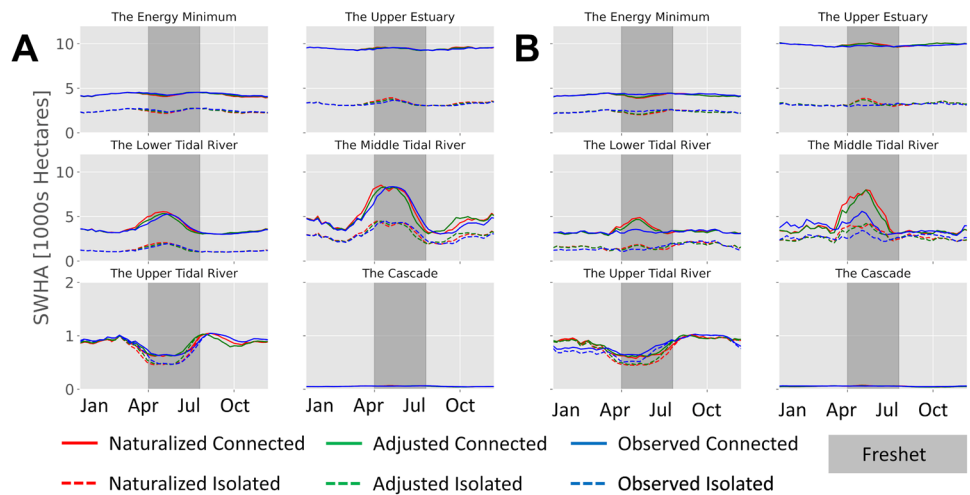 The Energy Minimum
The Upper Estuary
The Energy Minimum
The Upper Estuary
A
B
10
5
0
The Lower Tidal River
The Middle Tidal River
The Lower Tidal River
The Middle Tidal River
10
5
0
SWHA [1000s Hectares]
The Upper Tidal River
The Cascade
The Upper Tidal River
The Cascade
2
1
0
Jan Apr Jul Oct
Jan Apr Jul Oct
Jan Apr Jul Oct
Jan Apr Jul Oct
Naturalized Connected
Adjusted Connected
Observed Connected
Naturalized Isolated
Adjusted Isolated
Observed Isolated
Freshet